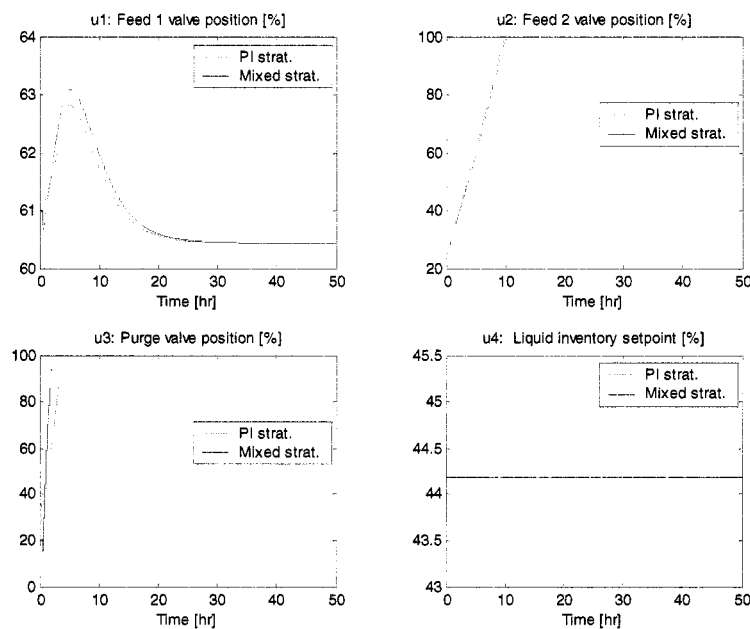 u1: Feed 1 valve position [%]
64
63
62
61
60
0 10 20 30 40 50
Time [hr]
PI strat.
Mixed strat.
u2: Feed 2 valve position [%]
100
80
60
40
20
0 10 20 30 40 50
Time [hr]
PI strat.
Mixed strat.
u3: Purge valve position [%]
100
80
60
40
20
0
0 10 20 30 40 50
Time [hr]
PI strat.
Mixed strat.
u4: Liquid inventory setpoint [%]
45.5
45
44.5
44
43.5
43
0 10 20 30 40 50
Time [hr]
PI strat.
Mixed strat.